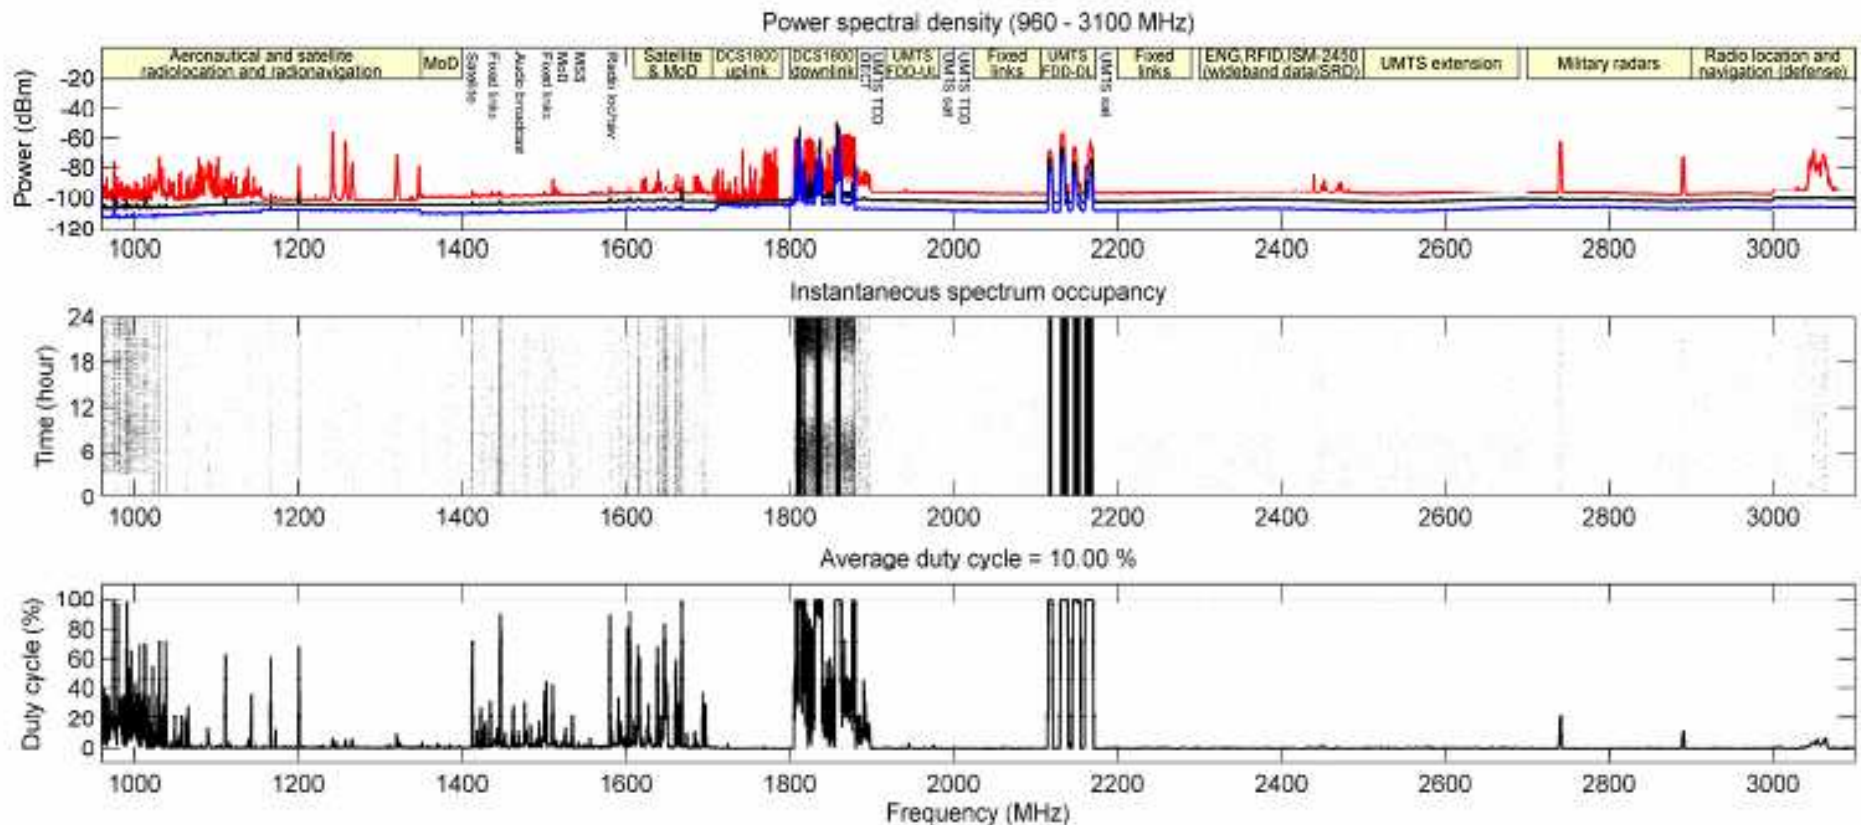 Power spectral density (960 - 3100 MHz)
Aeronautical and satellite
radiolocation and radionavigation
MoD
Satellite
Fixed links
Audio broadcast
Fixed links
MoD
MSS
Radio loc/nav
Satellite
& MoD
DCS1800
uplink
DCS1800
downlink
DECT
UMTS TDD
UMTS
FDD-UL
UMTS sat
UMTS TDD
Fixed
links
UMTS
FDD-DL
UMTS sat
Fixed
links
ENG,RFID,ISM-2450
(wideband data/SRD)
UMTS extension
Military radars
Radio location and
navigation (defense)
Power (dBm)
-20
-40
-60
-80
-100
-120
1000 1200 1400 1600 1800 2000 2200 2400 2600 2800 3000
Instantaneous spectrum occupancy
Time (hour)
24
18
12
6
0
1000 1200 1400 1600 1800 2000 2200 2400 2600 2800 3000
Average duty cycle = 10.00 %
Duty cycle (%)
100
80
60
40
20
0
1000 1200 1400 1600 1800 2000 2200 2400 2600 2800 3000
Frequency (MHz)